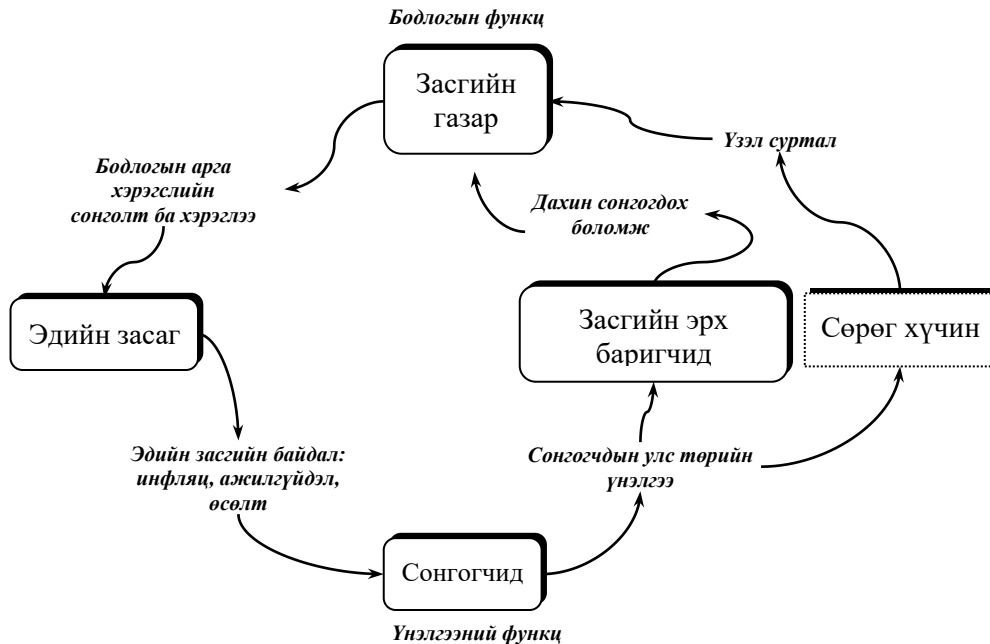 Бодлогын функц
Засгийн
газар
Үзэл суртал
Бодлогын арга
хэрэгслийн
сонголт ба хэрэглээ
Дахин сонгогдох
боломж
Эдийн засаг
Засгийн эрх
баригчид
Сөрөг хүчин
Эдийн засгийн байдал:
инфляц, ажилгүйдэл,
өсөлт
Сонгогчдын улс төрийн
үнэлгээ
Сонгогчид
Үнэлгээний функц